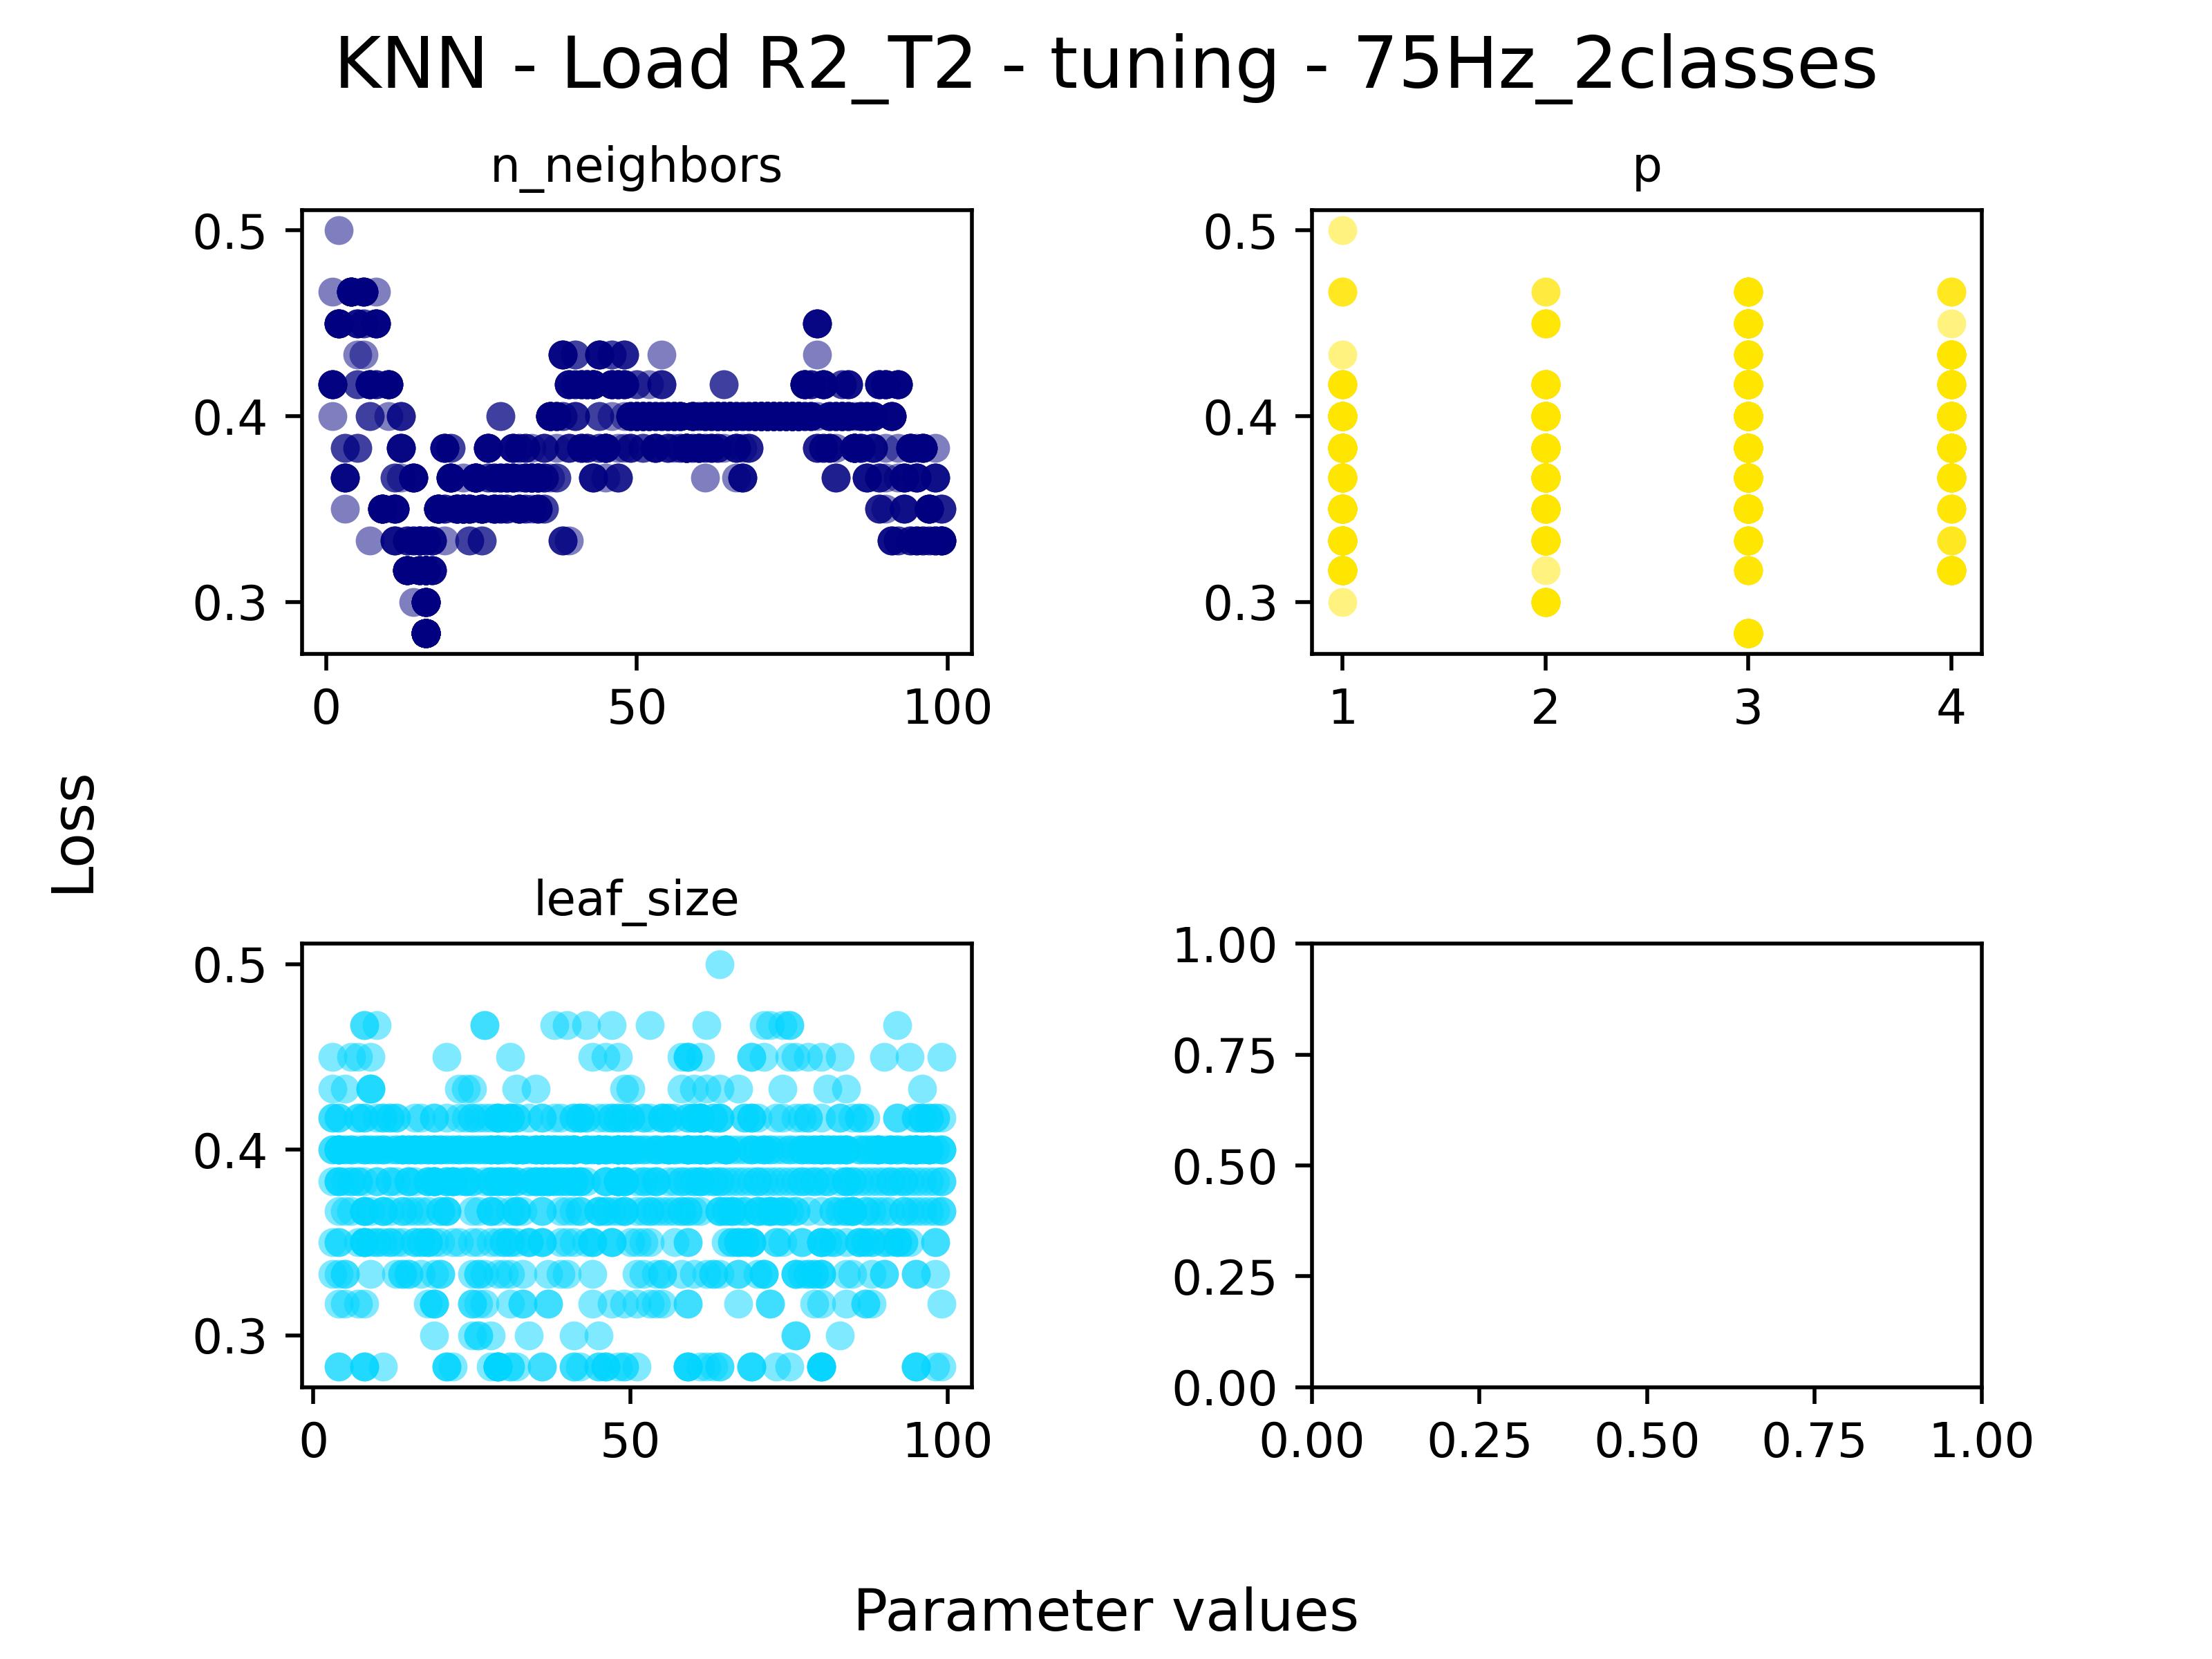 KNN - Load R2_T2 - tuning - 75Hz_2classes
n_neighbors
0.5
0.4
0.3
0 50 100
p
0.5
0.4
0.3
1 2 3 4
Loss
leaf_size
0.5
0.4
0.3
0 50 100
1.00
0.75
0.50
0.25
0.00
0.00 0.25 0.50 0.75 1.00
Parameter values